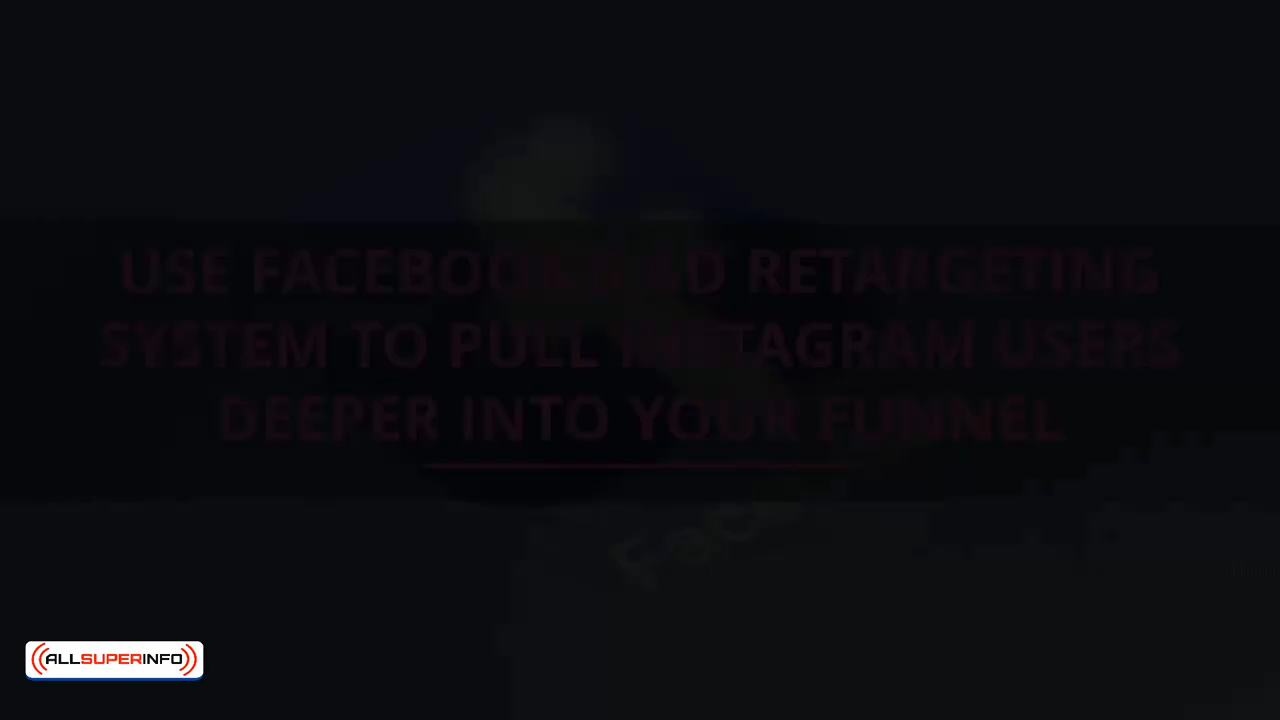 USE FACEBOOK'S AD RETARGETING
SYSTEM TO PULL INSTAGRAM USERS
DEEPER INTO YOUR FUNNEL
ALLSUPERINFO